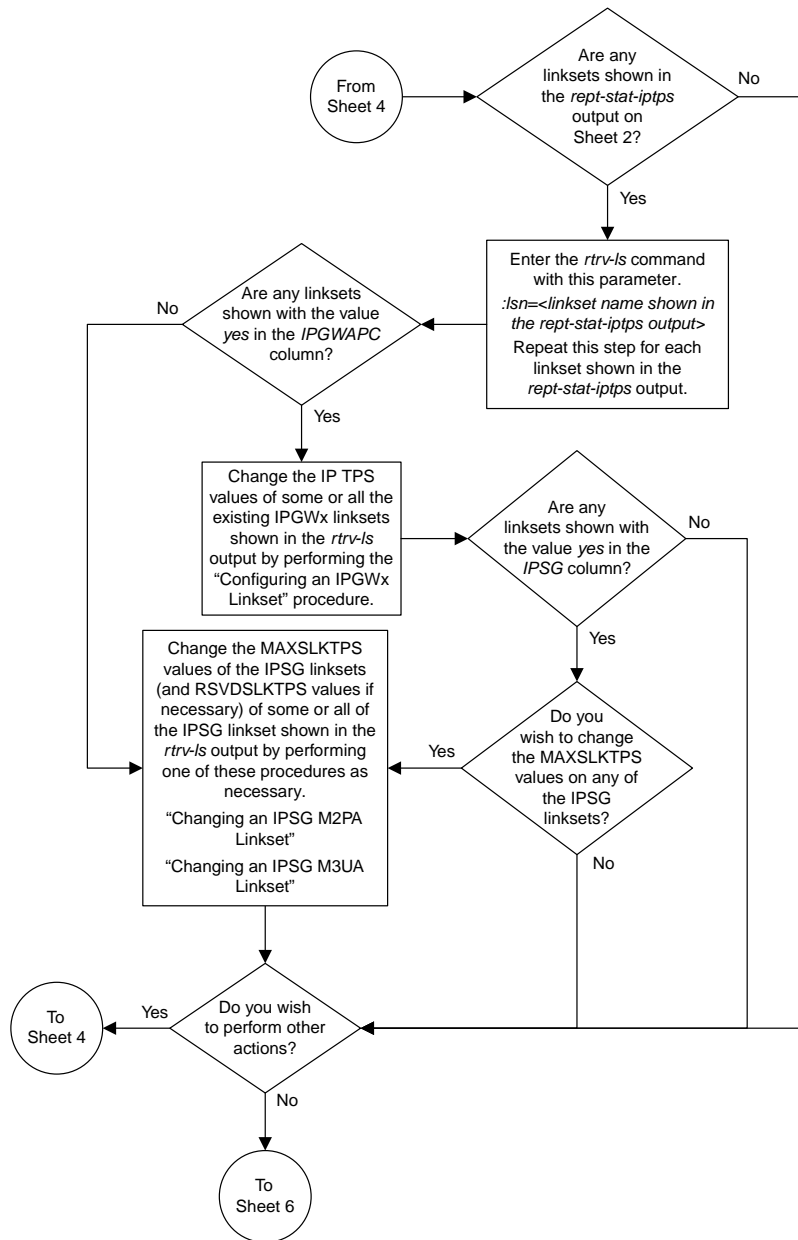 From
Sheet 4
Are any
linksets shown in
the rept-stat-iptps
output on
Sheet 2?
No
Yes
Enter the rtrv-ls command
with this parameter.
:lsn=<linkset name shown in
the rept-stat-iptps output>
Repeat this step for each
linkset shown in the
rept-stat-iptps output.
Are any linksets
shown with the value
yes in the IPGWAPC
column?
No
Yes
Change the IP TPS
values of some or all the
existing IPGWx linksets
shown in the rtrv-ls
output by performing the
“Configuring an IPGWx
Linkset” procedure.
Are any
linksets shown with
the value yes in the
IPSG column?
No
Yes
Change the MAXSLKTPS
values of the IPSG linksets
(and RSVDSLKTPS values if
necessary) of some or all of
the IPSG linkset shown in the
rtrv-ls output by performing
one of these procedures as
necessary.
“Changing an IPSG M2PA
Linkset”
“Changing an IPSG M3UA
Linkset”
Do you
wish to change
the MAXSLKTPS
values on any of
the IPSG
linksets?
Yes
No
Do you wish
to perform other
actions?
Yes
No
To
Sheet 4
To
Sheet 6